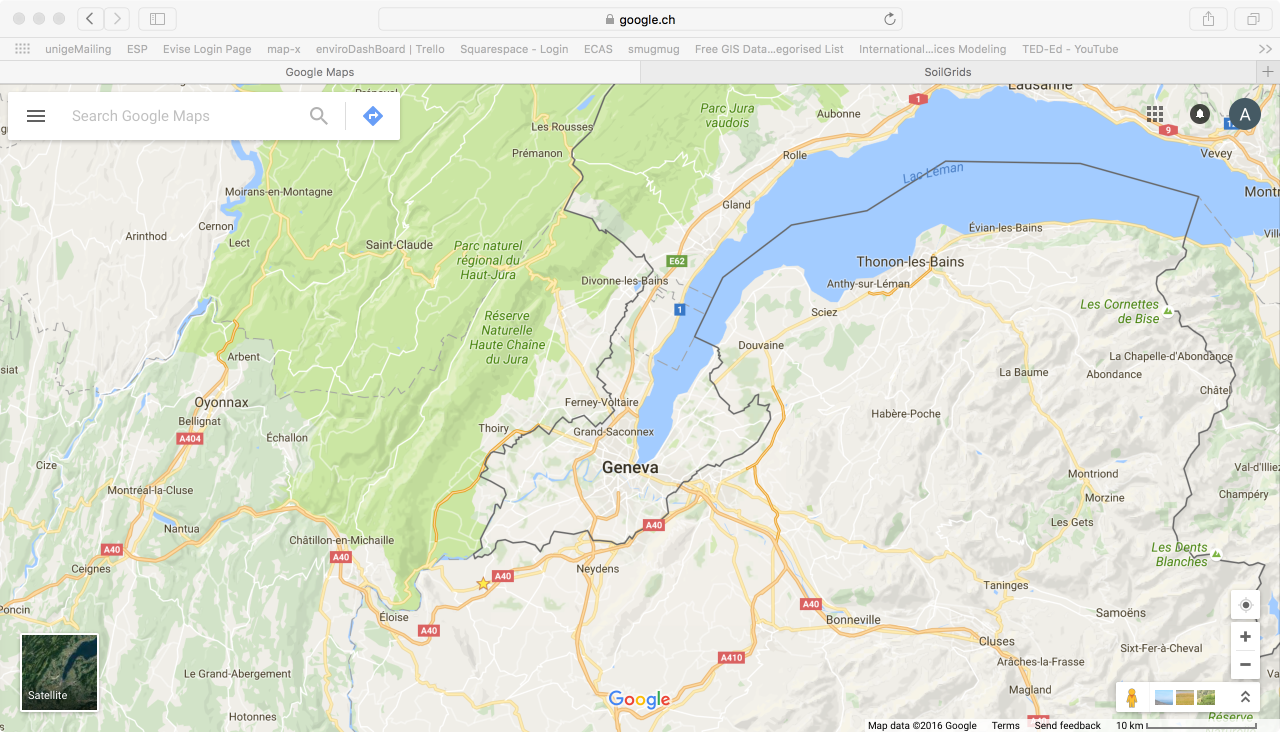 google.ch
unigeMailing ESP Evise Login Page map-x enviroDashBoard | Trello Squarespace - Login ECAS smugmug Free GIS Data...egorised List International...ices Modeling TED-Ed - YouTube
Google Maps SoilGrids
Search Google Maps
Lausanne
Parc Jura
vaudois
1
Aubonne
A
Les Rousses
9
Prémanon
Rolle
Vevey
Lac Léman
Moirans-en-Montagne
Gland
Cernon
Évian-les-Bains
Arinthod
Lect
Saint-Claude
Parc naturel
régional du
Haut-Jura
E62
Thonon-les-Bains
Divonne-les-Bains
Anthy-sur-Léman
1
Sciez
Les Cornettes
de Bise
Réserve
Naturelle
Haute Chaine
du Jura
Douvaine
Arbent
La Chapelle-d'Abondance
La Baume
Abondance
Châtel
Oyonnax
Ferney-Voltaire
Habère-Poche
Bellignat
Thoiry
Grand-Saconnex
A404
Échallon
Cize
Geneva
Montriond
Montréal-la-Cluse
Morzine
Champéry
Nantua
A40
Les Gets
Châtillon-en-Michaille
A40
A40
Les Dents
Blanches
Ceignes
Neydens
A40
Taninges
A40
Samoëns
Éloise
A40
Bonneville
Cluses
Sixt-Fer-à-Cheval
A410
Arâches-la-Frasse
Le Grand-Abergement
Magland
Satellite
Google
Hotonnes
Réserve
Map data ©2016 Google Terms Send feedback 10 km